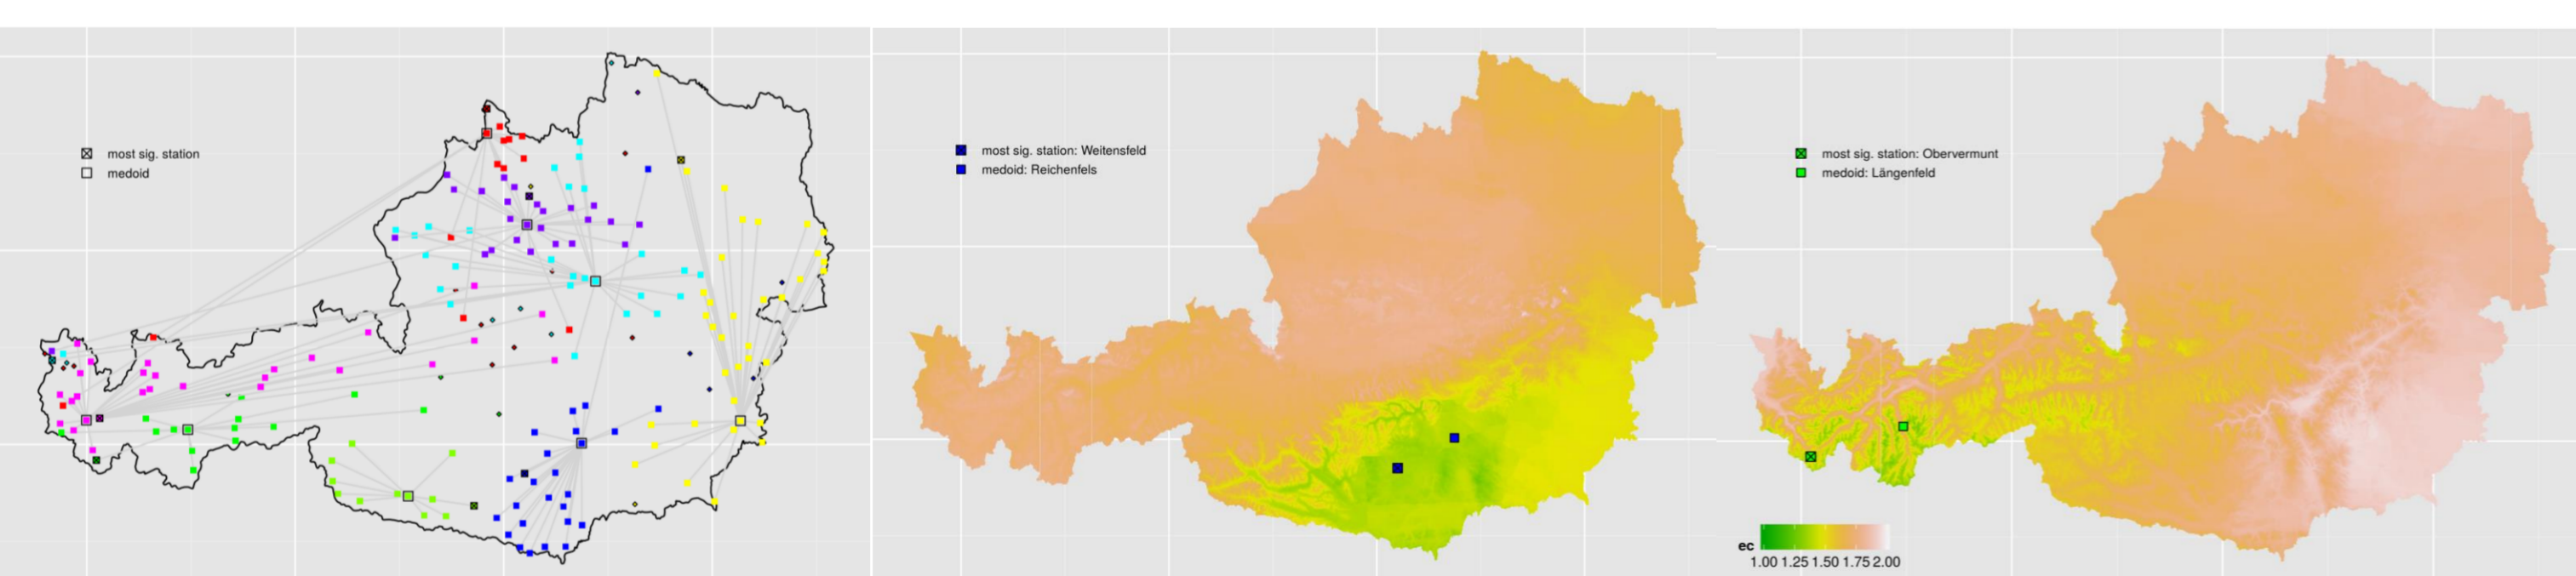 most sig. station
medoid
most sig. station: Weitensfeld
medoid: Reichenfels
most sig. station: Obervermunt
medoid: Längenfeld
ec
1.00 1.25 1.50 1.75 2.00